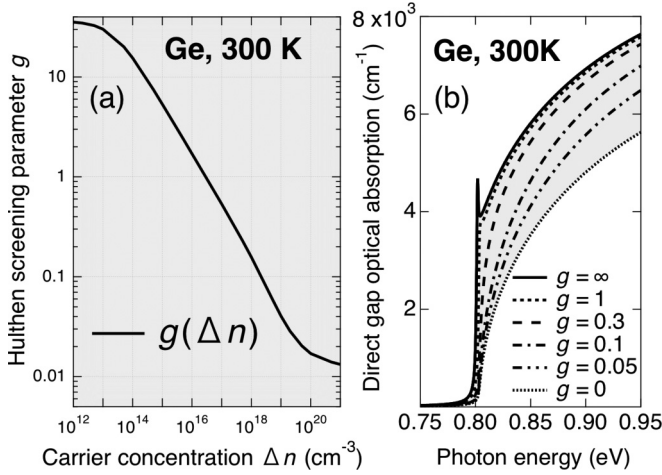 Ge, 300 K
(a)
Hulthen screening parameter g
10
1
0.1
0.01
g(Δn)
10¹² 10¹⁴ 10¹⁶ 10¹⁸ 10²⁰
Carrier concentration Δn (cm⁻³)
8 x10³
Ge, 300K
(b)
Direct gap optical absorption (cm⁻¹)
6
4
2
g = ∞
g = 1
g = 0.3
g = 0.1
g = 0.05
g = 0
0.75 0.80 0.85 0.90 0.95
Photon energy (eV)